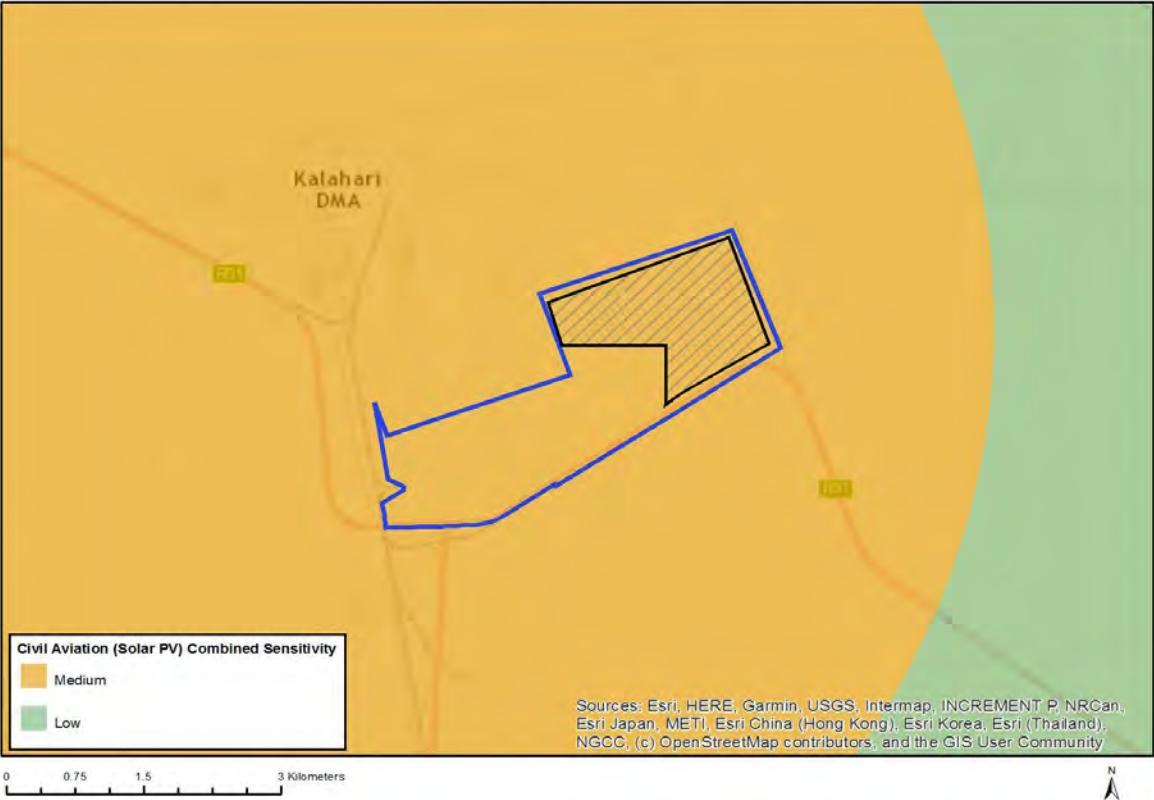 Kalahari
DMA
R31
R31
Civil Aviation (Solar PV) Combined Sensitivity
Medium
Low
Sources: Esri, HERE, Garmin, USGS, Intermap, INCREMENT P, NRCan,
Esri Japan, METI, Esri China (Hong Kong), Esri Korea, Esri (Thailand),
NGCC, (c) OpenStreetMap contributors, and the GIS User Community
0 0.75 1.5 3 Kilometers
N